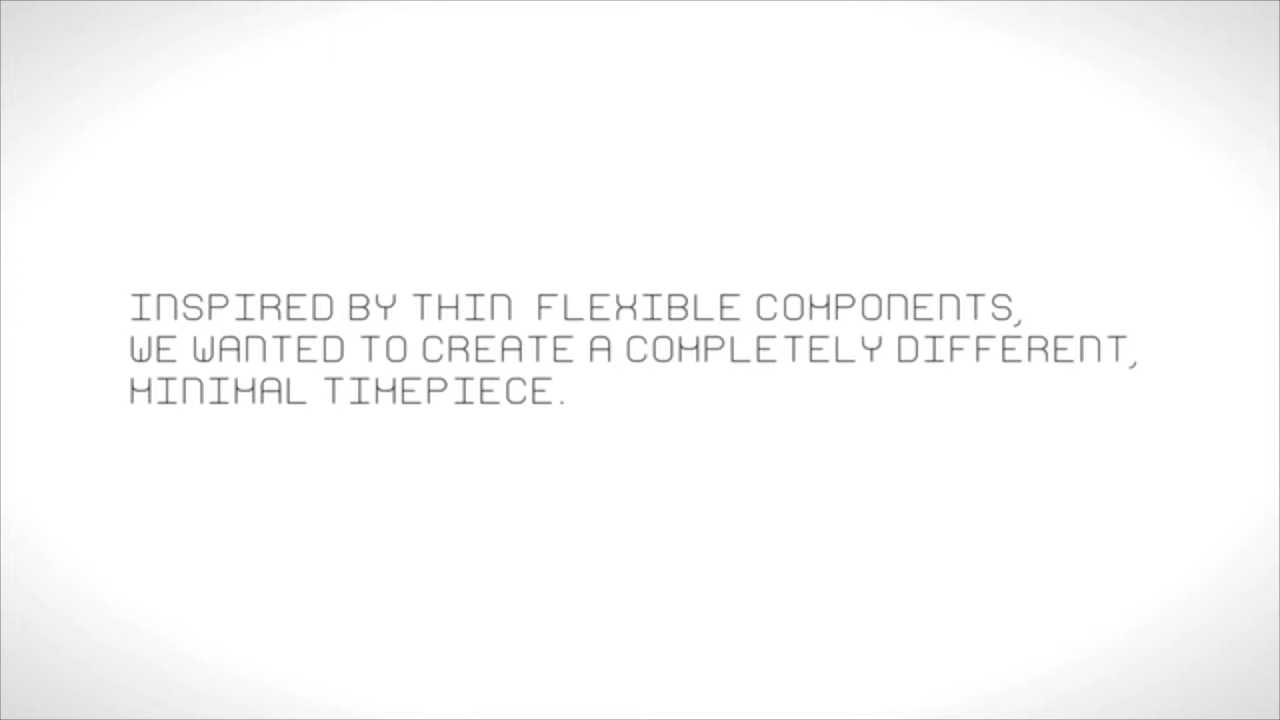 INSPIRED BY THIN FLEXIBLE COMPONENTS,
WE WANTED TO CREATE A COMPLETELY DIFFERENT,
MINIMAL TIMEPIECE.